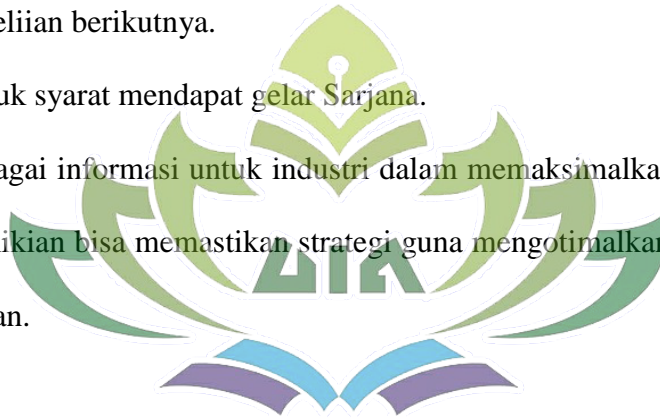 eliian berikutnya.
uk syarat mendapat gelar Sarjana.
agai informasi untuk industri dalam memaksimalka
ikian bisa memastikan strategi guna mengotimalkan
an.